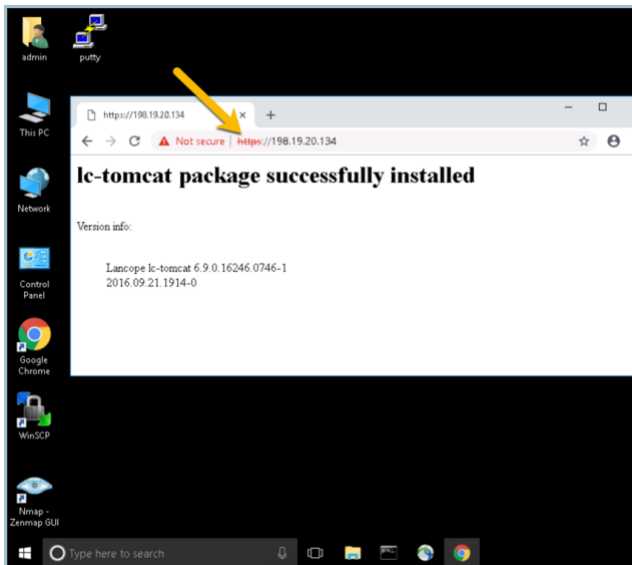 admin
putty
This PC
Network
Control
Panel
Google
Chrome
WinSCP
Nmap -
Zenmap GUI
https://198.19.20.134
Not secure | https://198.19.20.134
lc-tomcat package successfully installed
Version info:
Lancope lc-tomcat 6.9.0.16246.0746-1
2016.09.21.1914-0
Type here to search